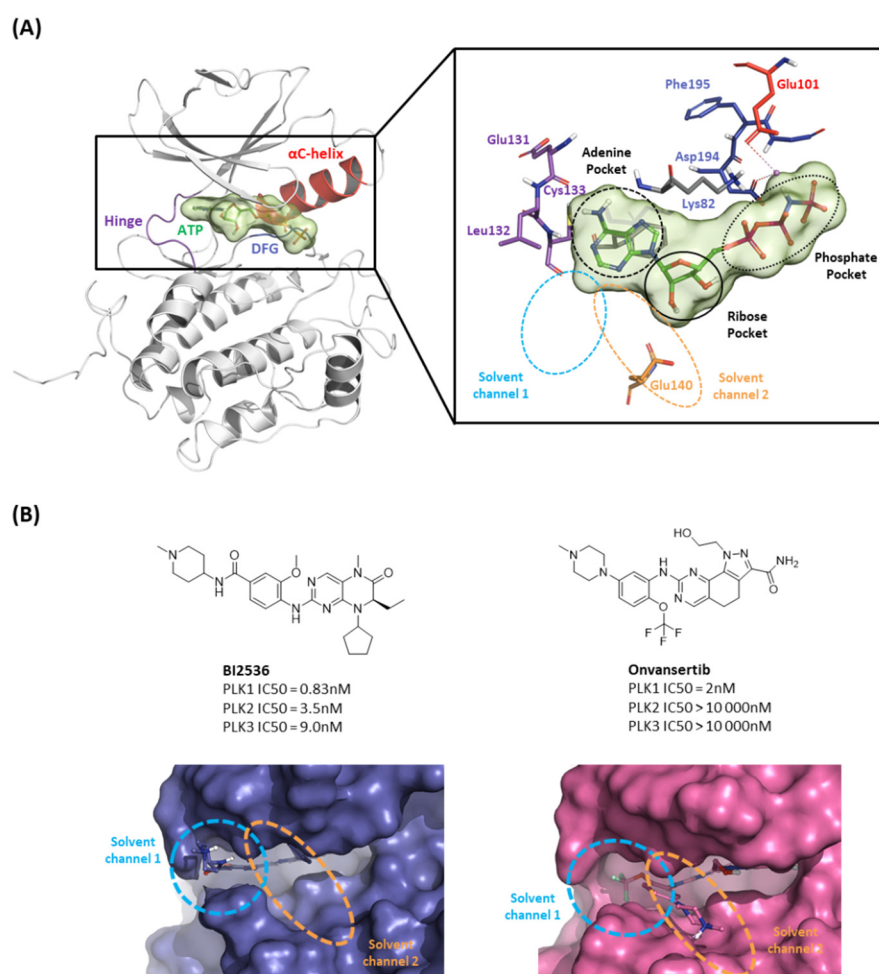 (A)
αC-helix
Hinge
ATP
DFG
Phe195
Glu101
Glu131
Adenine
Pocket
Asp194
Cys133
Lys82
Leu132
Phosphate
Pocket
Ribose
Pocket
Solvent
channel 1
Glu140
Solvent
channel 2
(B)
N
O
H
N
O
N
N
O
N
H
N
N
BI2536
PLK1 IC50 = 0.83nM
PLK2 IC50 = 3.5nM
PLK3 IC50 = 9.0nM
HO
N
N
NH2
O
N
N
H
N
N
N
O
F
F
F
Onvansertib
PLK1 IC50 = 2nM
PLK2 IC50 > 10 000nM
PLK3 IC50 > 10 000nM
Solvent
channel 1
Solvent
channel 2
Solvent
channel 1
Solvent
channel 2